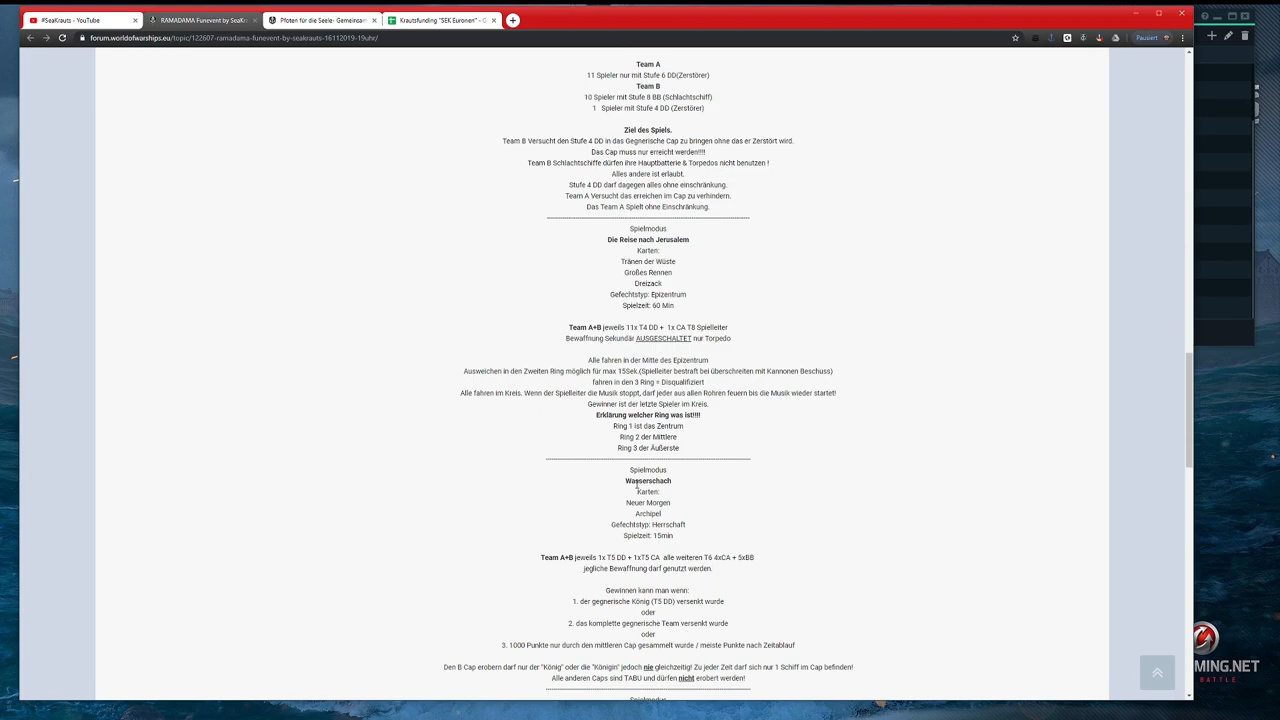 #SeaKrauts - YouTube
RAMADAMA Funevent by SeaKr
Pfoten für die Seele- Gemeinsam
Krautsfunding "SEK Euronen" - G
forum.worldofwarships.eu/topic/122607-ramadama-funevent-by-seakrauts-16112019-19uhr/
Pausiert
Team A
11 Spieler nur mit Stufe 6 DD(Zerstörer)
Team B
10 Spieler mit Stufe 8 BB (Schlachtschiff)
1 Spieler mit Stufe 4 DD (Zerstörer)
Ziel des Spiels.
Team B Versucht den Stufe 4 DD in das Gegnerische Cap zu bringen ohne das er Zerstört wird.
Das Cap muss nur erreicht werden!!!!
Team B Schlachtschiffe dürfen ihre Hauptbatterie & Torpedos nicht benutzen !
Alles andere ist erlaubt.
Stufe 4 DD darf dagegen alles ohne einschränkung.
Team A Versucht das erreichen im Cap zu verhindern.
Das Team A Spielt ohne Einschränkung.
Spielmodus
Die Reise nach Jerusalem
Karten:
Tränen der Wüste
Großes Rennen
Dreizack
Gefechtstyp: Epizentrum
Spielzeit: 60 Min
Team A+B jeweils 11x T4 DD + 1x CA T8 Spielleiter
Bewaffnung Sekundär AUSGESCHALTET nur Torpedo
Alle fahren in der Mitte des Epizentrum
Ausweichen in den Zweiten Ring möglich für max 15Sek.(Spielleiter bestraft bei überschreiten mit Kannonen Beschuss)
fahren in den 3 Ring = Disqualifiziert
Alle fahren im Kreis. Wenn der Spielleiter die Musik stoppt, darf jeder aus allen Rohren feuern bis die Musik wieder startet!
Gewinner ist der letzte Spieler im Kreis.
Erklärung welcher Ring was ist!!!!
Ring 1 ist das Zentrum
Ring 2 der Mittlere
Ring 3 der Äußerste
Spielmodus
Wasserschach
Karten:
Neuer Morgen
Archipel
Gefechtstyp: Herrschaft
Spielzeit: 15min
Team A+B jeweils 1x T5 DD + 1xT5 CA alle weiteren T6 4xCA + 5xBB
jegliche Bewaffnung darf genutzt werden.
Gewinnen kann man wenn:
1. der gegnerische König (T5 DD) versenkt wurde
oder
2. das komplette gegnerische Team versenkt wurde
oder
3. 1000 Punkte nur durch den mittleren Cap gesammelt wurde / meiste Punkte nach Zeitablauf
Den B Cap erobern darf nur der "König" oder die "Königin" jedoch nie gleichzeitig! Zu jeder Zeit darf sich nur 1 Schiff im Cap befinden!
Alle anderen Caps sind TABU und dürfen nicht erobert werden!
MING.NET
BATTLE